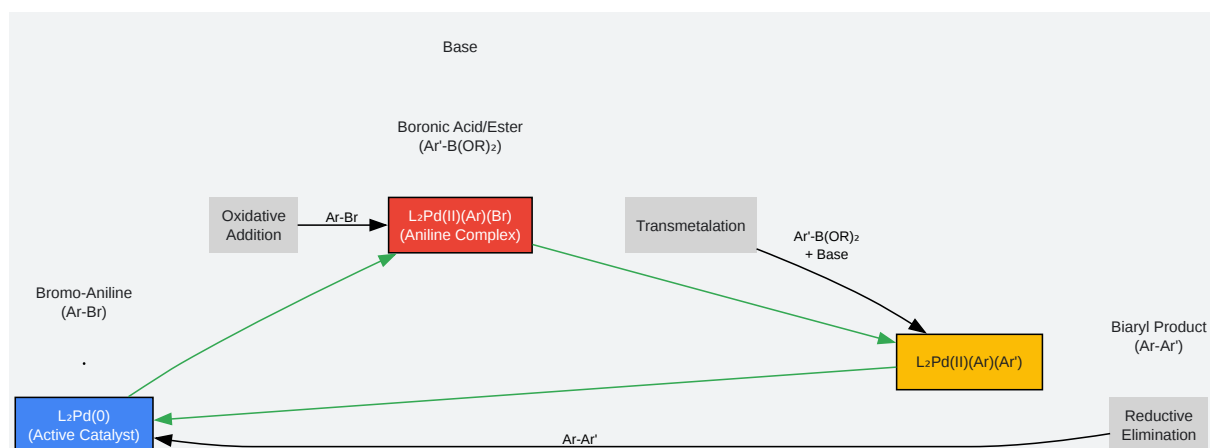 Base
Boronic Acid/Ester
(Ar'-B(OR)₂)
Oxidative
Addition
Ar-Br
L₂Pd(II)(Ar)(Br)
(Aniline Complex)
Transmetalation
Ar'-B(OR)₂
+ Base
Bromo-Aniline
(Ar-Br)
Biaryl Product
(Ar-Ar')
L₂Pd(II)(Ar)(Ar')
L₂Pd(0)
(Active Catalyst)
Ar-Ar'
Reductive
Elimination